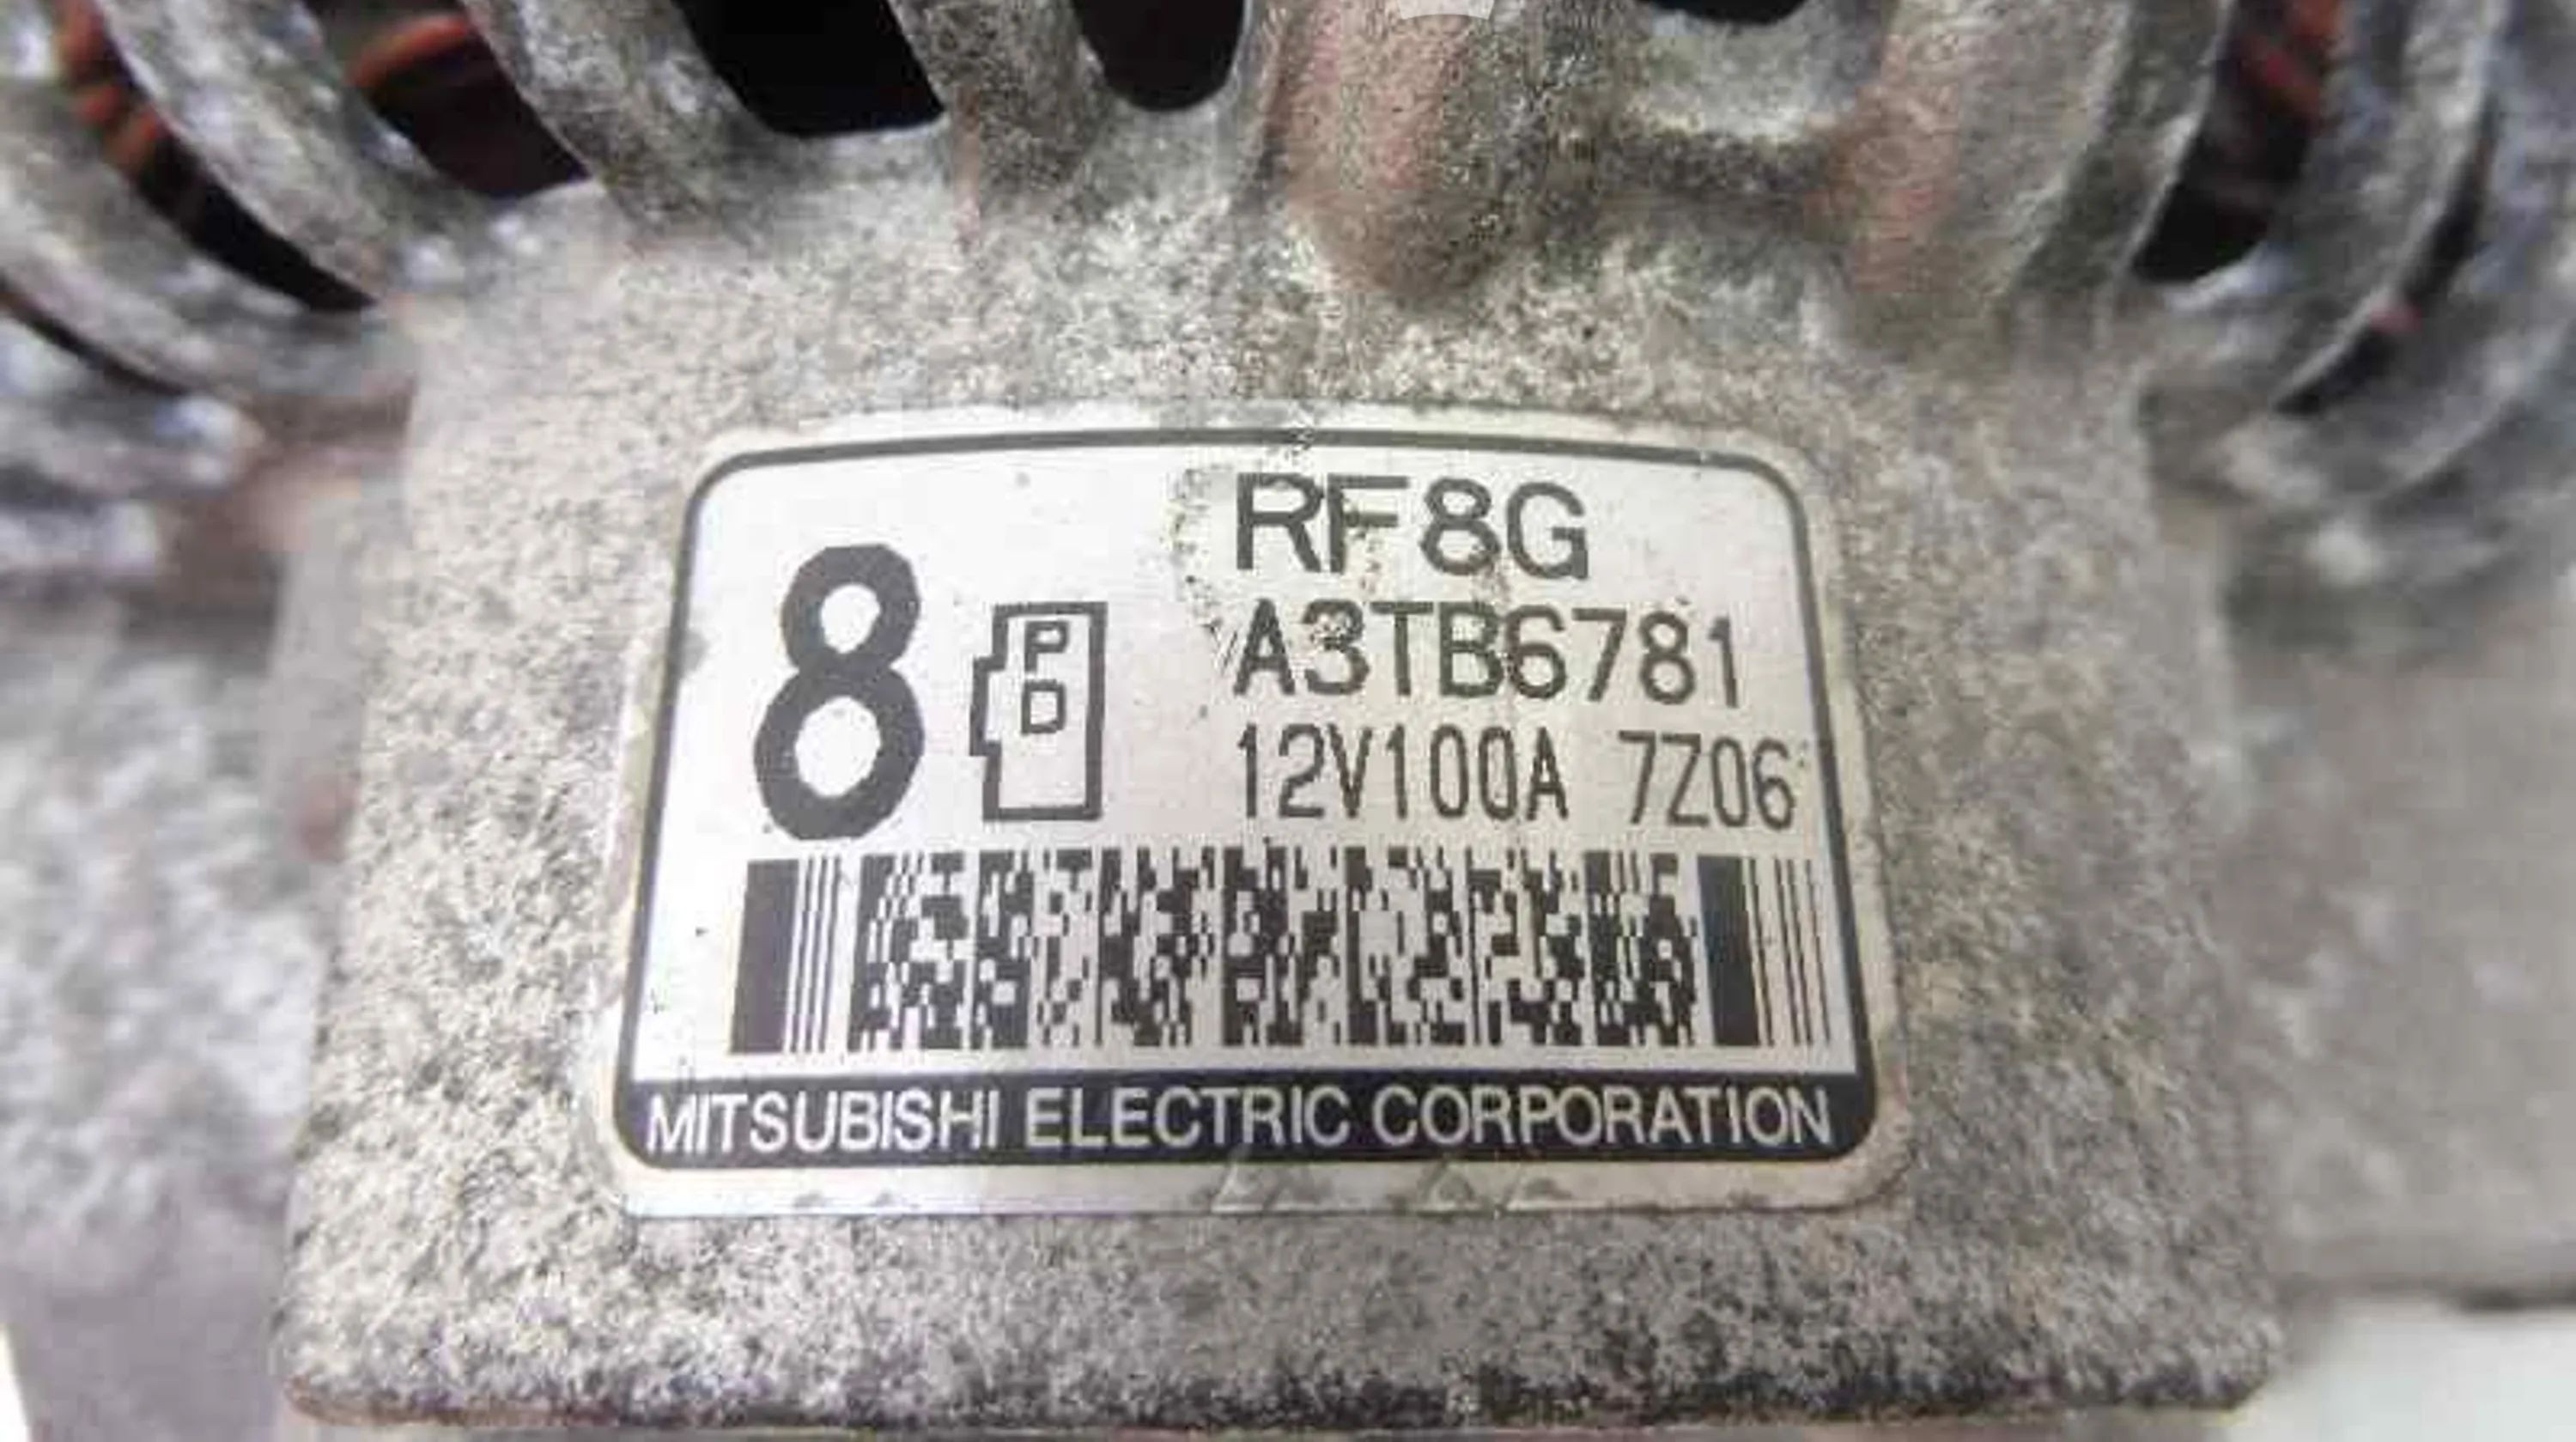 RF8G
8
P
D
A3TB6781
12V100A 7Z06
MITSUBISHI ELECTRIC CORPORATION